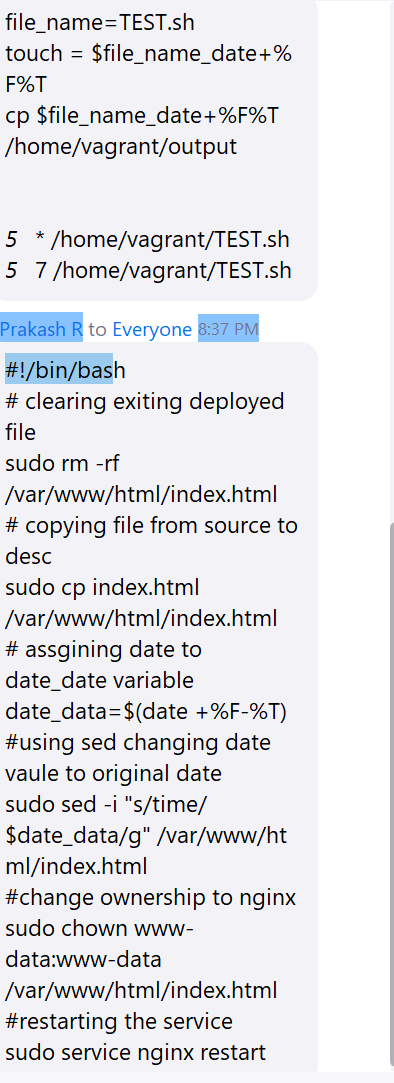 file_name=TEST.sh
touch = $file_name_date+%
F%T
cp $file_name_date+%F%T
/home/vagrant/output
5 * /home/vagrant/TEST.sh
5 7 /home/vagrant/TEST.sh
Prakash R to Everyone 8:37 PM
#!/bin/bash
# clearing exiting deployed
file
sudo rm -rf
/var/www/html/index.html
# copying file from source to
desc
sudo cp index.html
/var/www/html/index.html
# assgining date to
date_date variable
date_data=$(date +%F-%T)
#using sed changing date
vaule to original date
sudo sed -i "s/time/
$date_data/g" /var/www/ht
ml/index.html
#change ownership to nginx
sudo chown www-
data:www-data
/var/www/html/index.html
#restarting the service
sudo service nginx restart